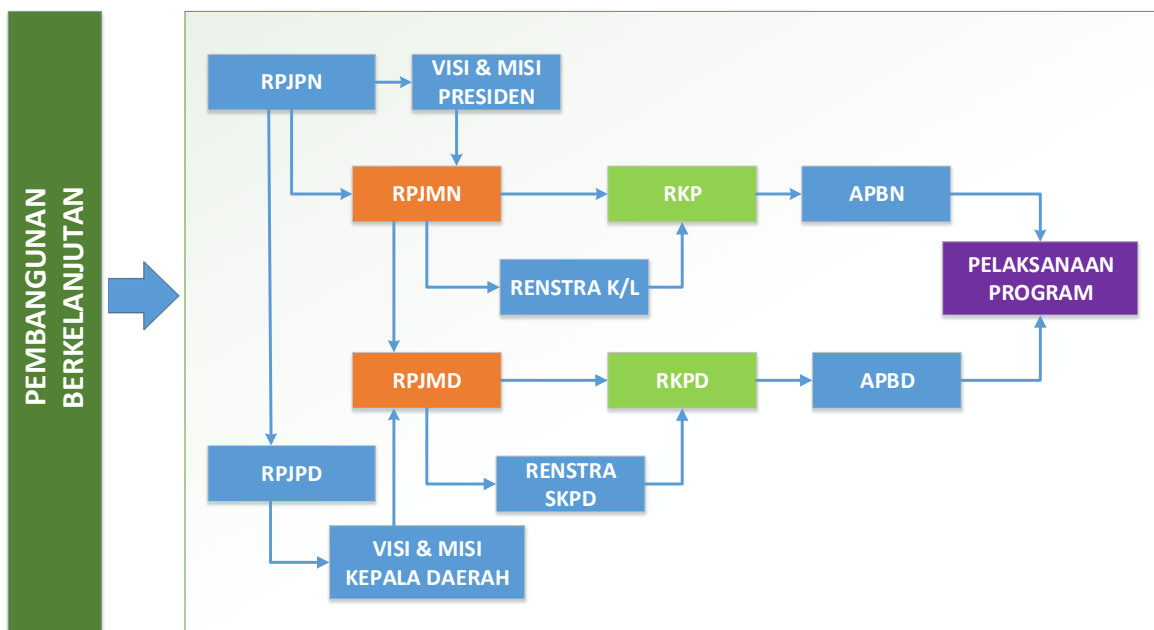 PEMBANGUNAN
BERKELANJUTAN
RPJPN
VISI & MISI
PRESIDEN
RPJMN
RKP
APBN
RENSTRA K/L
PELAKSANAAN
PROGRAM
RPJMD
RKPD
APBD
RPJPD
RENSTRA
SKPD
VISI & MISI
KEPALA DAERAH